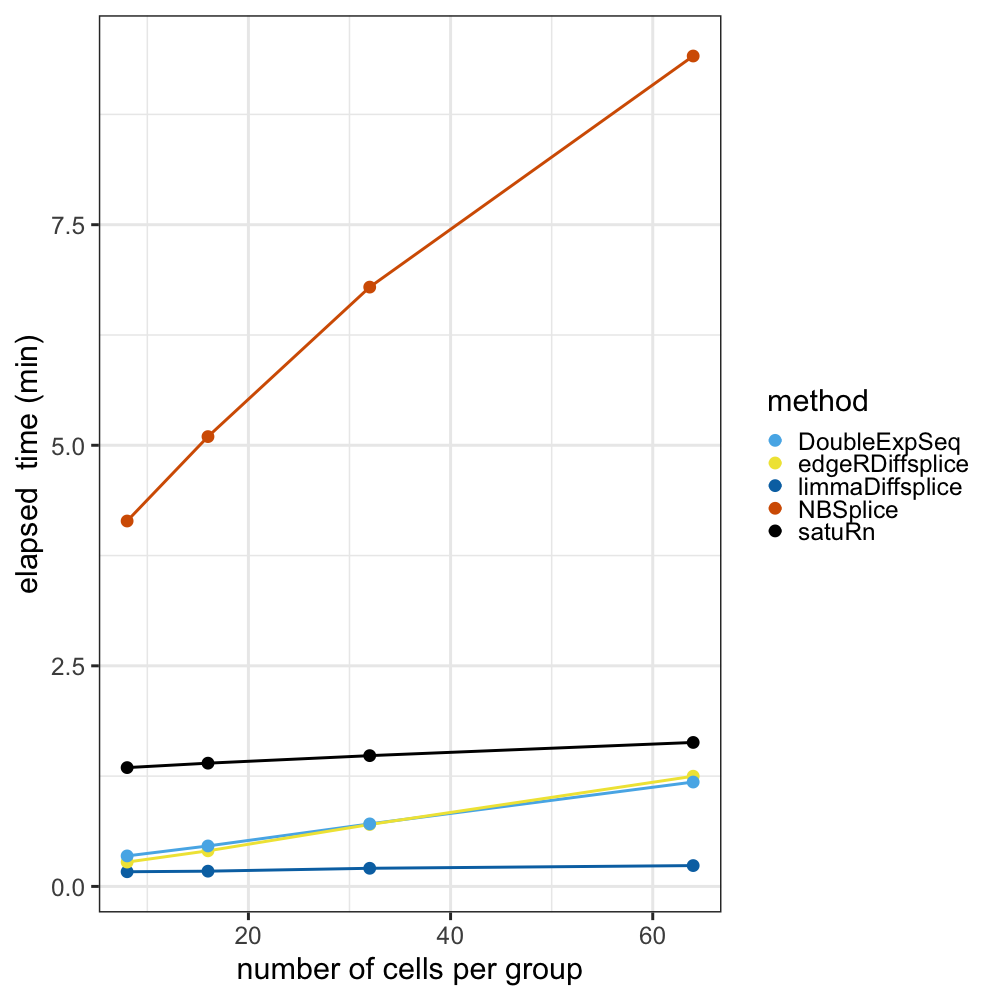 elapsed  time (min)
7.5
5.0
2.5
0.0
20
40
60
number of cells per group
method
DoubleExpSeq
edgeRDiffsplice
limmaDiffsplice
NBSplice
satuRn